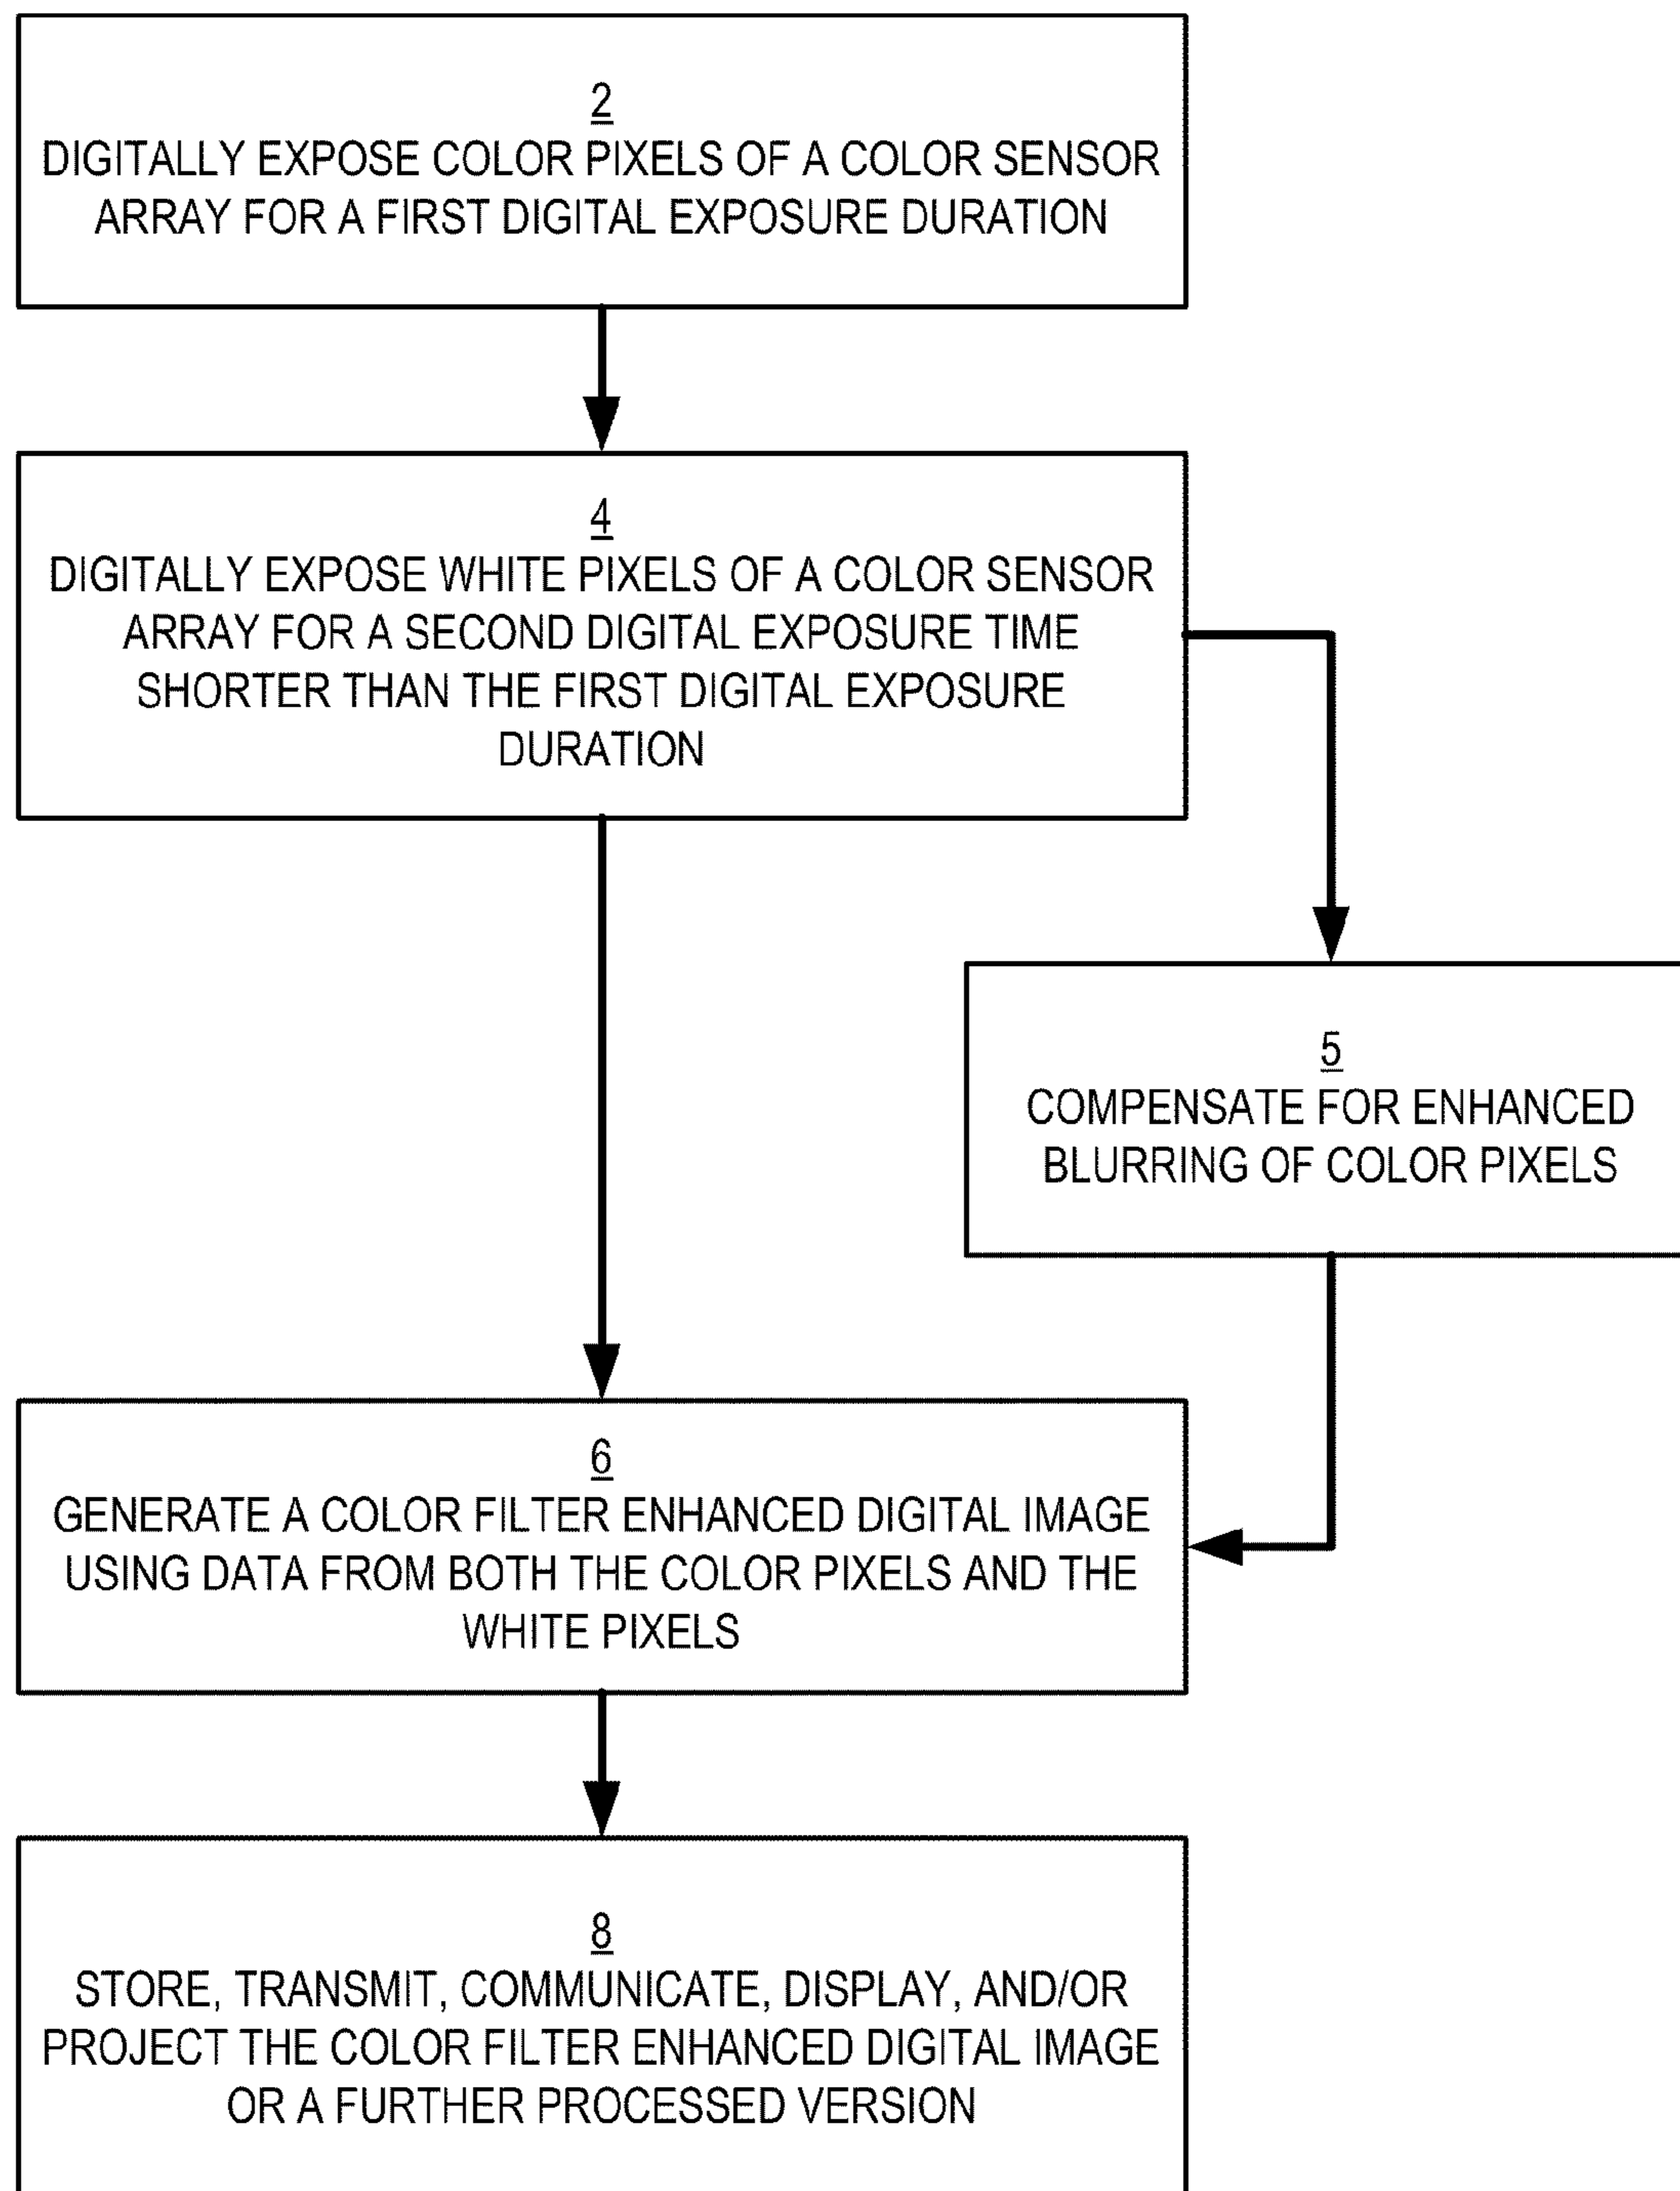 2
DIGITALLY EXPOSE COLOR PIXELS OF A COLOR SENSOR
ARRAY FOR A FIRST DIGITAL EXPOSURE DURATION
4
DIGITALLY EXPOSE WHITE PIXELS OF A COLOR SENSOR
ARRAY FOR A SECOND DIGITAL EXPOSURE TIME
SHORTER THAN THE FIRST DIGITAL EXPOSURE
DURATION
5
COMPENSATE FOR ENHANCED
BLURRING OF COLOR PIXELS
6
GENERATE A COLOR FILTER ENHANCED DIGITAL IMAGE
USING DATA FROM BOTH THE COLOR PIXELS AND THE
WHITE PIXELS
8
STORE, TRANSMIT, COMMUNICATE, DISPLAY, AND/OR
PROJECT THE COLOR FILTER ENHANCED DIGITAL IMAGE
OR A FURTHER PROCESSED VERSION